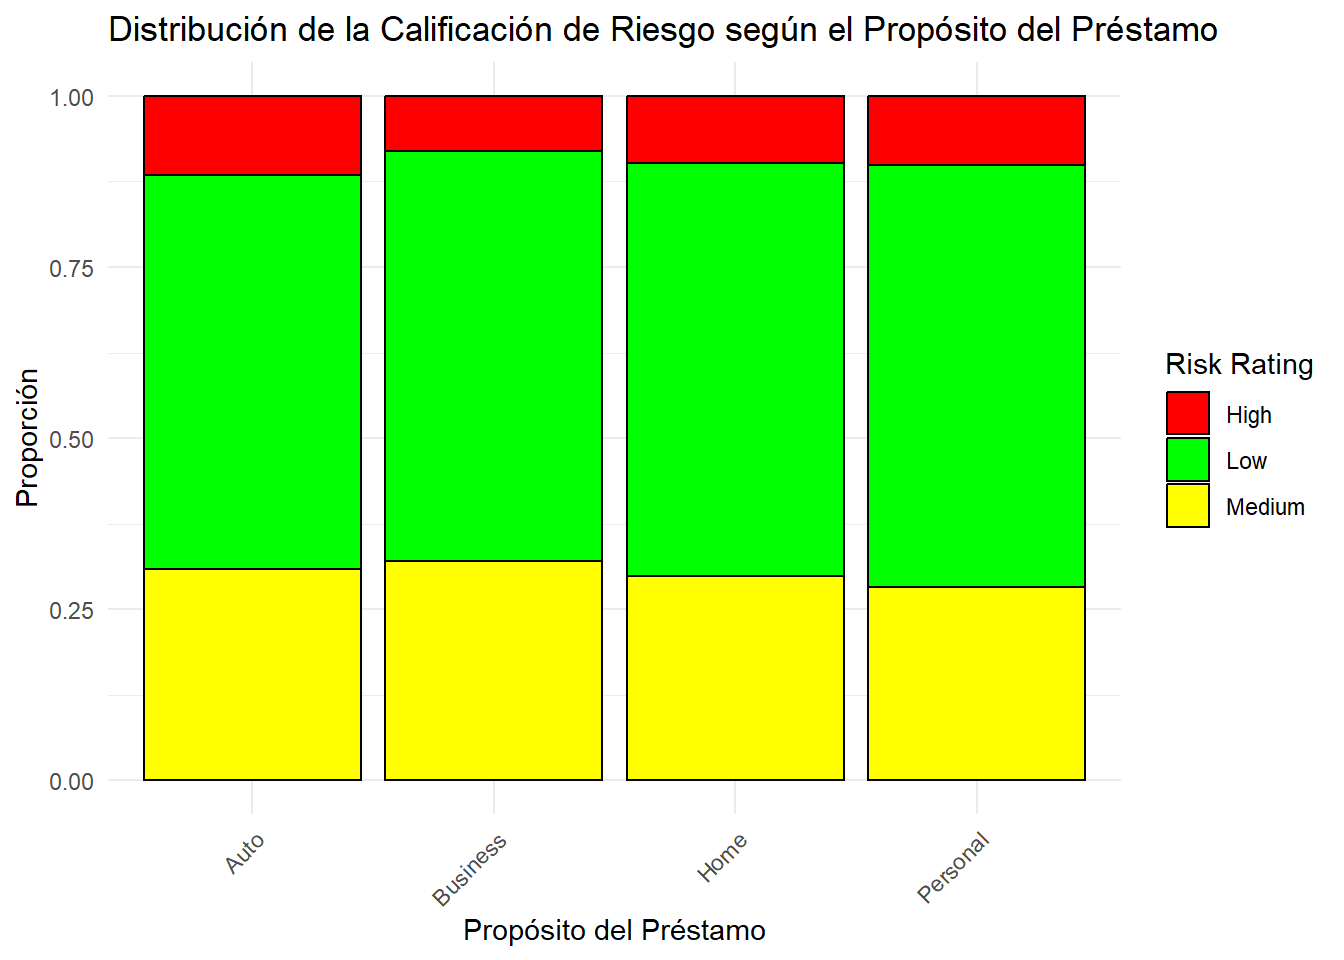 Distribución de la Calificación de Riesgo según el Propósito del Préstamo
1.00
0.75
0.50
0.25
0.00
Proporción
Auto
Business
Home
Personal
Propósito del Préstamo
Risk Rating
High
Low
Medium